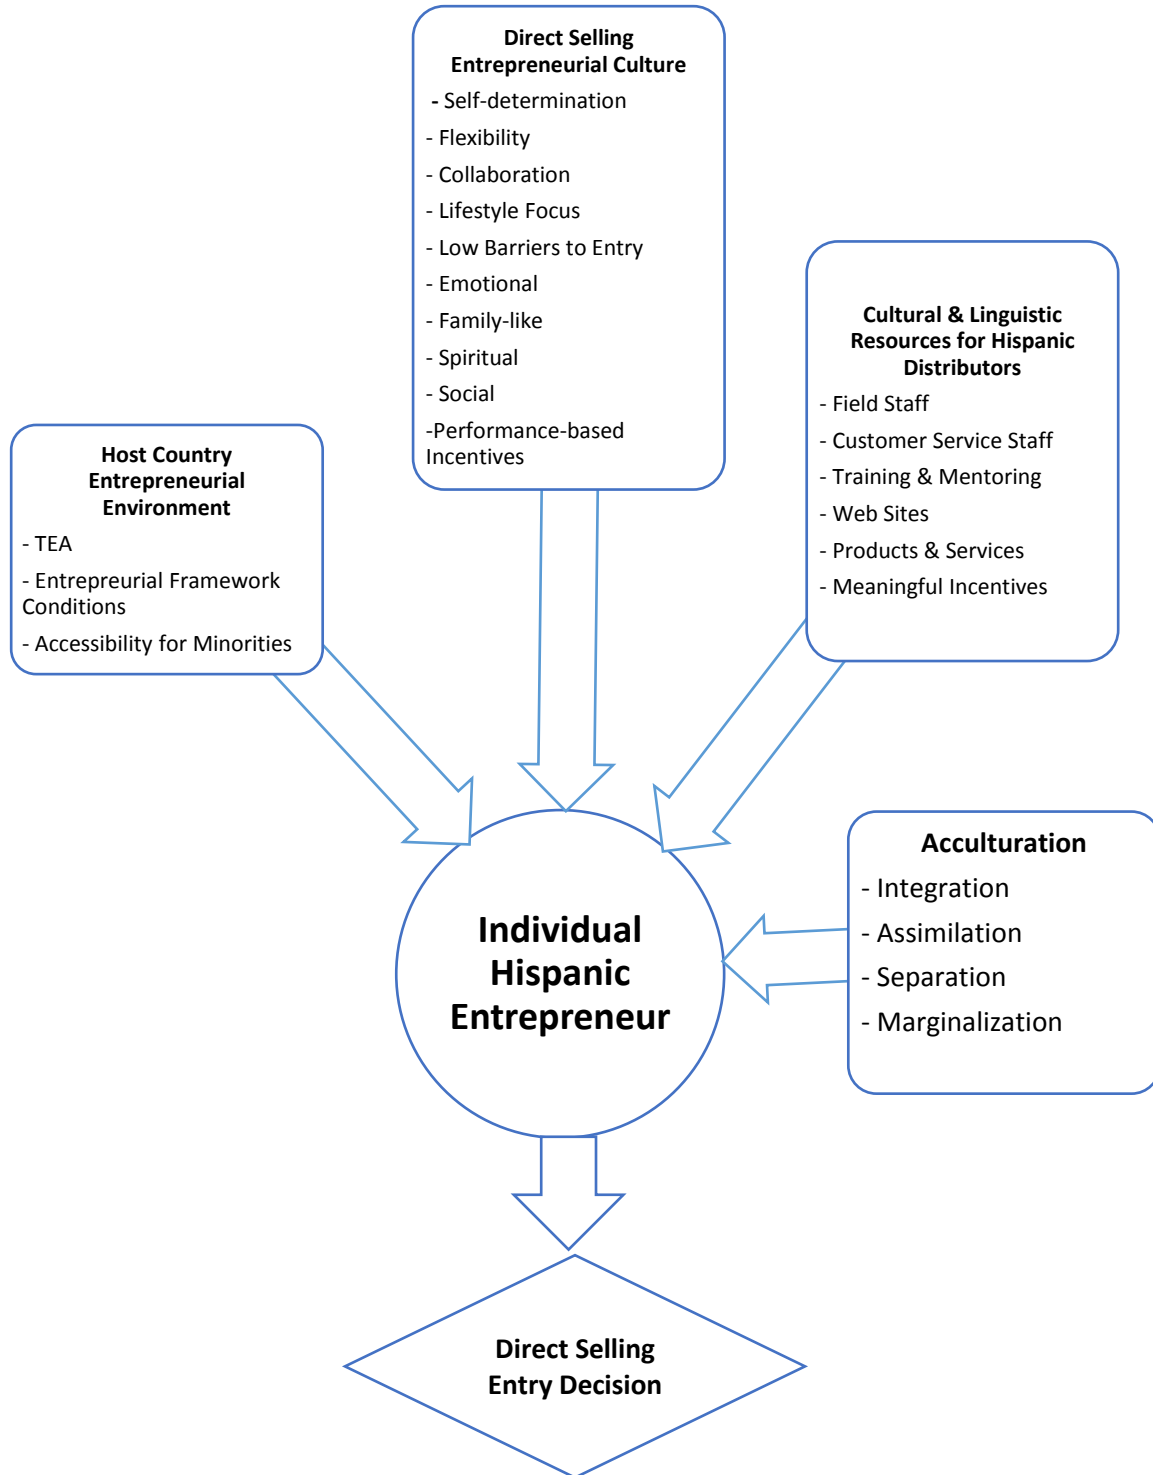 Direct Selling
Entrepreneurial Culture
- Self-determination
- Flexibility
- Collaboration
- Lifestyle Focus
- Low Barriers to Entry
- Emotional
- Family-like
- Spiritual
- Social
-Performance-based
Incentives
Cultural & Linguistic
Resources for Hispanic
Distributors
- Field Staff
- Customer Service Staff
- Training & Mentoring
- Web Sites
- Products & Services
- Meaningful Incentives
Host Country
Entrepreneurial
Environment
- TEA
- Entrepreurial Framework
Conditions
- Accessibility for Minorities
Acculturation
- Integration
- Assimilation
- Separation
- Marginalization
Individual
Hispanic
Entrepreneur
Direct Selling
Entry Decision